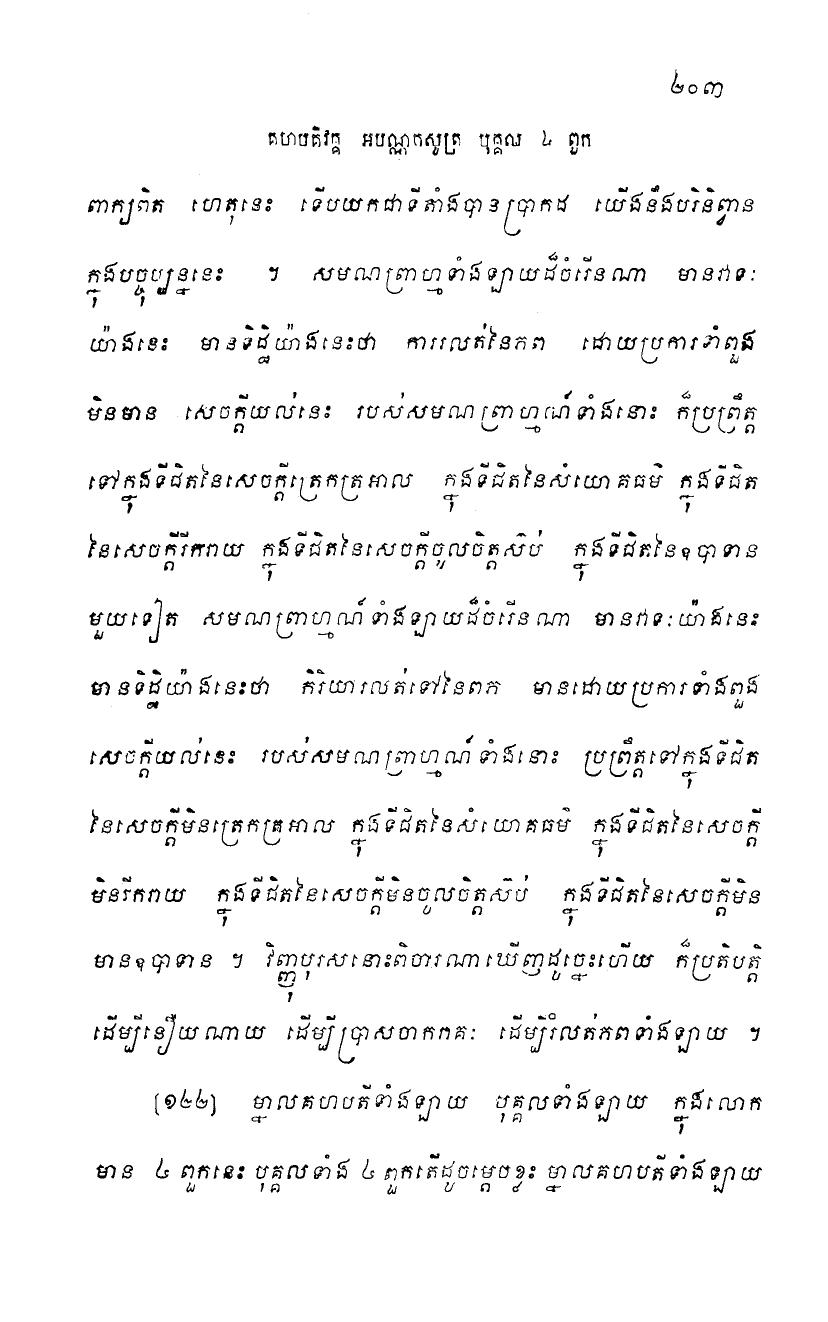 ២០៣
គហបតិវគ្គ អបណ្ណកសូត្រ បុគ្គល ៤ ពួក
ពាក្យពិត ហេតុនេះ ទើបយកជាទីតាំងបានប្រាកដ យើងនឹងបរិនិព្វាន
ក្នុងបច្ចុប្បន្ននេះ ។ សមណព្រាហ្មទាំងឡាយដ៏ចំរើនណា មានវាទៈ
យ៉ាងនេះ មានទិដ្ឋិយ៉ាងនេះថា ការរលត់នៃភព ដោយប្រការទាំពួង
មិនមាន សេចក្តីយល់នេះ របស់សមណព្រាហ្មណ៍ទាំងនោះ ក៏ប្រព្រឹត្ត
ទៅក្នុងទីជិតនៃសេចក្តីត្រេកត្រអាល ក្នុងទីជិតនៃសំយោគធម៌ ក្នុងទីជិត
នៃសេចក្តីរីករាយ ក្នុងទីជិតនៃសេចក្តីចូលចិត្តស៊ប់ ក្នុងទីជិតនៃឧបាទាន
មួយទៀត សមណព្រាហ្មណ៍ទាំងឡាយដ៏ចំរើនណា មានវាទៈយ៉ាងនេះ
មានទិដ្ឋិយ៉ាងនេះថា កិរិយារលត់ទៅនៃភព មានដោយប្រការទាំងពួង
សេចក្តីយល់នេះ របស់សមណព្រាហ្មណ៍ទាំងនោះ ប្រព្រឹត្តទៅក្នុងទីជិត
នៃសេចក្តីមិនត្រេកត្រអាល ក្នុងទីជិតនៃសំយោគធម៌ ក្នុងទីជិតនៃសេចក្តី
មិនរីករាយ ក្នុងទីជិតនៃសេចក្តីមិនចូលចិត្តស៊ប់ ក្នុងទីជិតនៃសេចក្តីមិន
មានឧបាទាន ។ វិញ្ញុបុរសនោះពិចារណាឃើញដូច្នេះហើយ ក៏ប្រតិបត្តិ
ដើម្បីនឿយណាយ ដើម្បីប្រាសចាករាគៈ ដើម្បីរំលត់ភពទាំងឡាយ ។
[១៤៤] ម្នាលគហបតីទាំងឡាយ បុគ្គលទាំងឡាយ ក្នុងលោក
មាន ៤ ពួកនេះ បុគ្គលទាំង ៤ ពួកតើដូចម្តេចខ្លះ ម្នាលគហបតីទាំងឡាយ